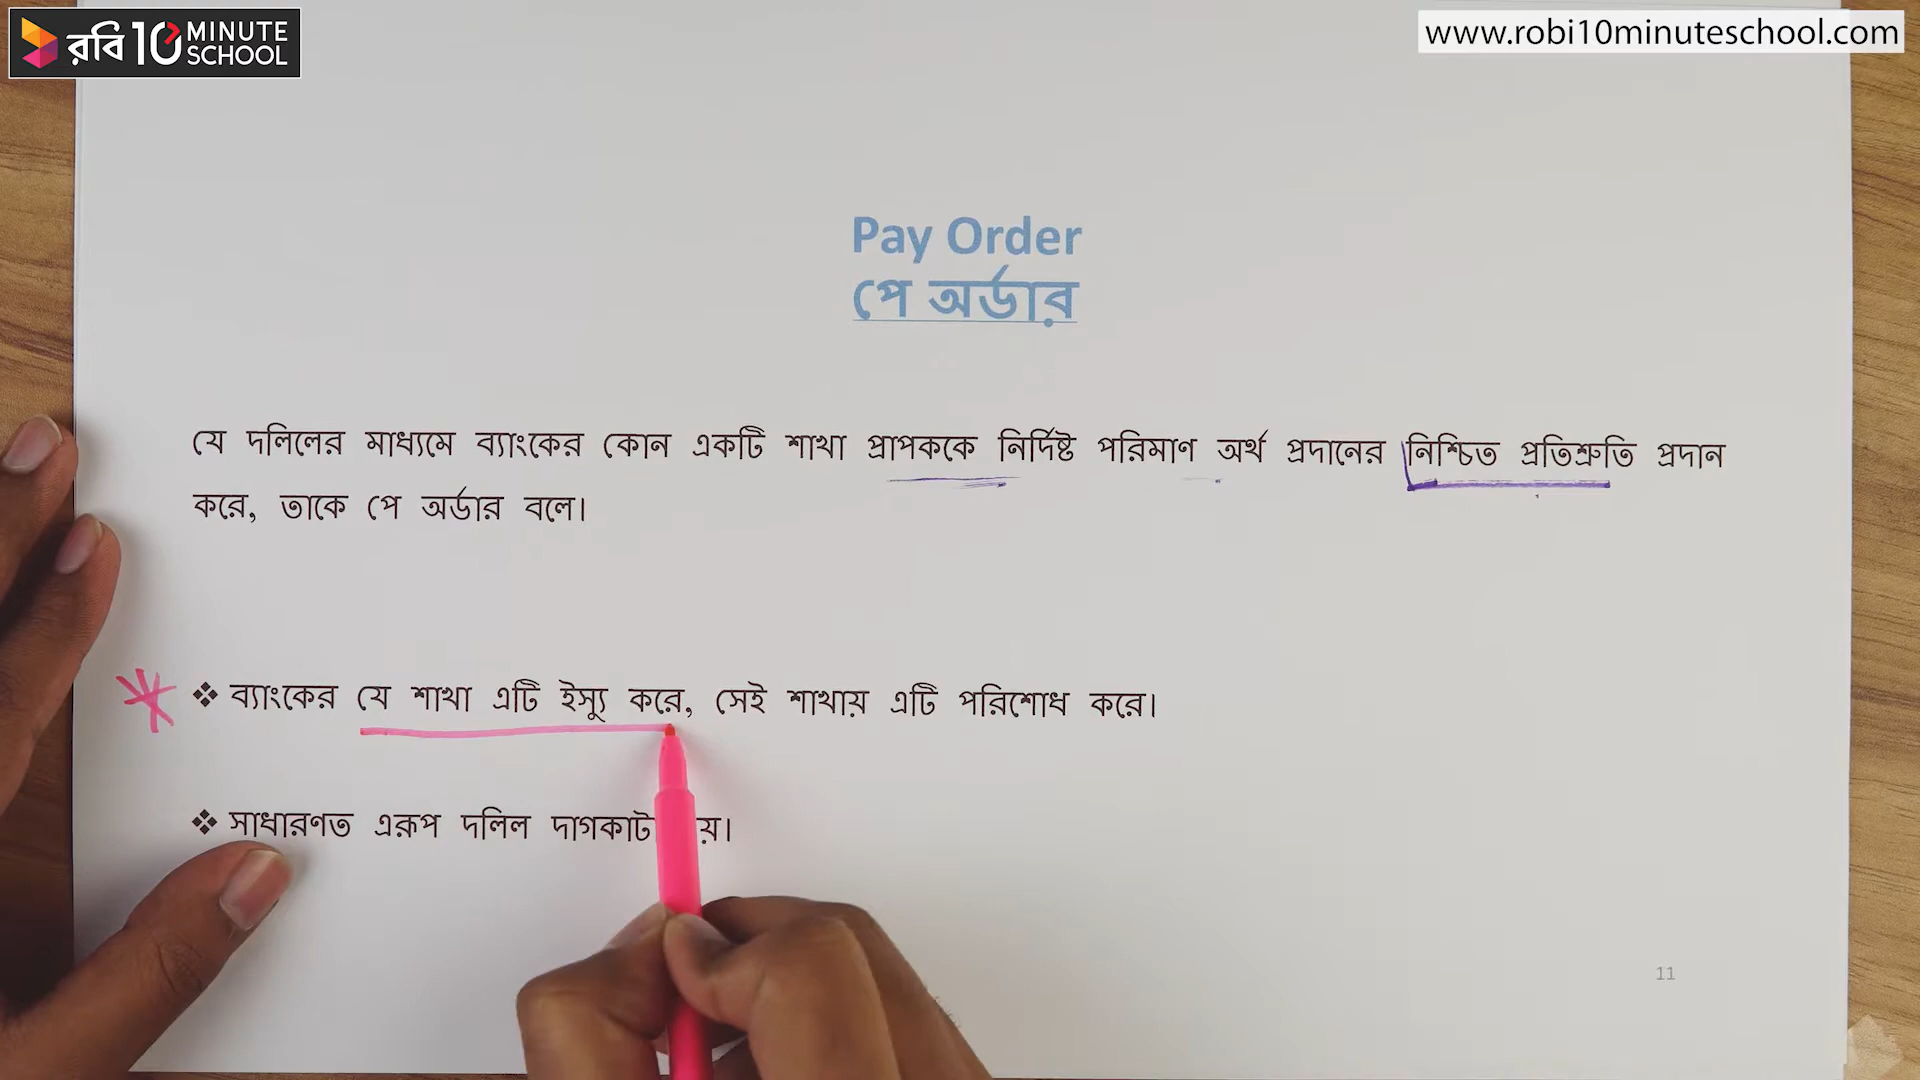 রবি 10 MINUTE SCHOOL
www.robi10minuteschool.com
Pay Order
পে অর্ডার
যে দলিলের মাধ্যমে ব্যাংকের কোন একটি শাখা প্রাপককে নির্দিষ্ট পরিমাণ অর্থ প্রদানের নিশ্চিত প্রতিশ্রুতি প্রদান
করে, তাকে পে অর্ডার বলে।
❖ ব্যাংকের যে শাখা এটি ইস্যু করে, সেই শাখায় এটি পরিশোধ করে।
❖ সাধারণত এরূপ দলিল
11